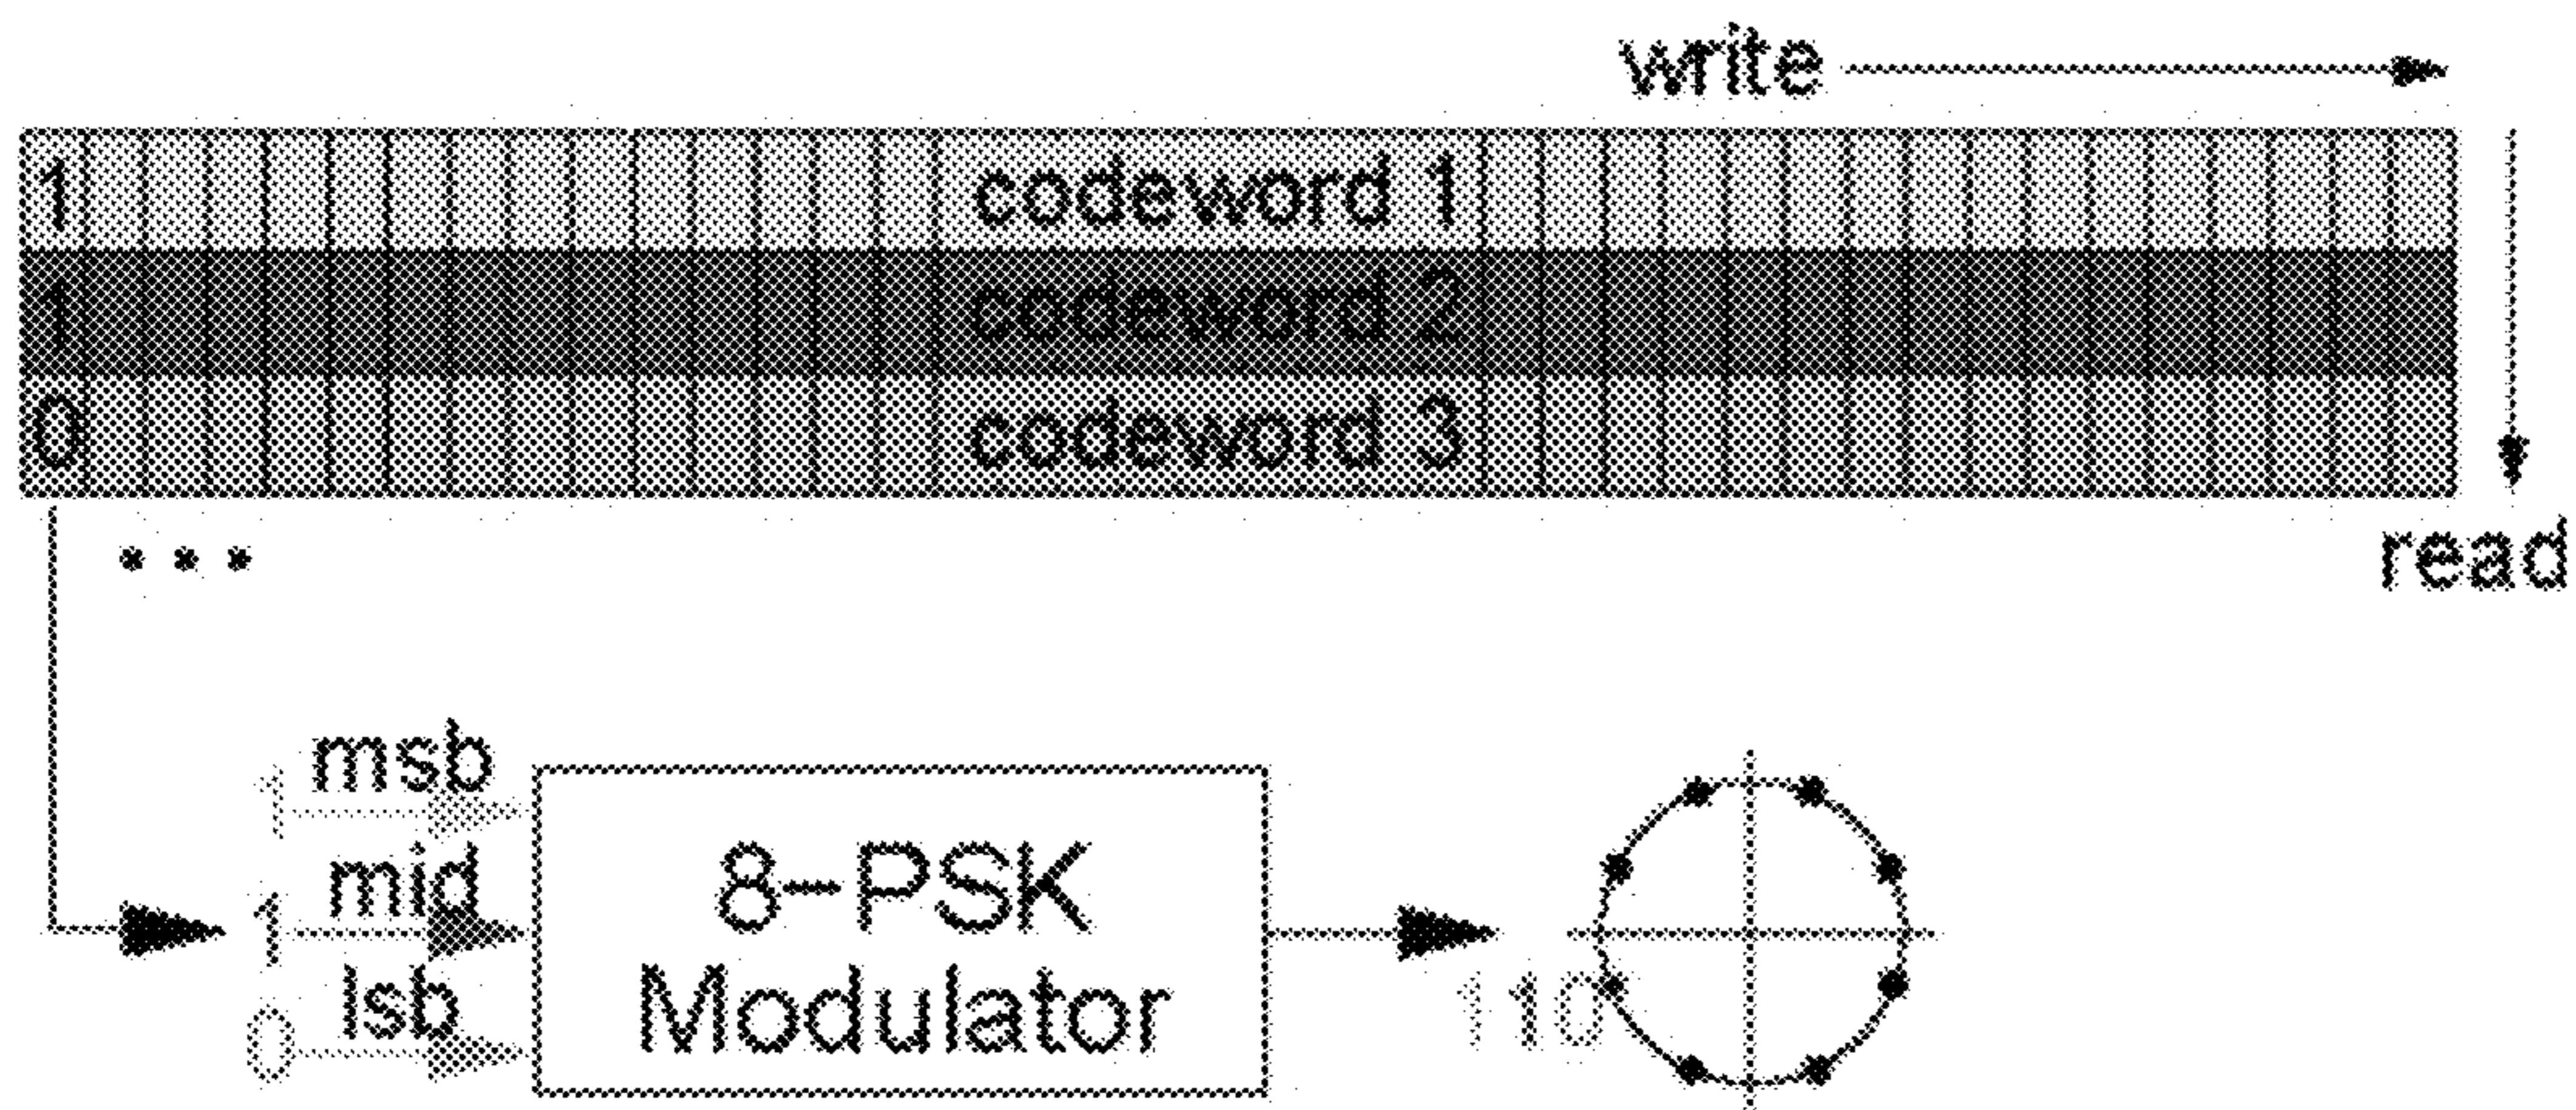 write
1 codeword 1
1 codeword 2
0 codeword 3
• • •
read
msb
1
mid
1
lsb
0
8-PSK
Modulator
110